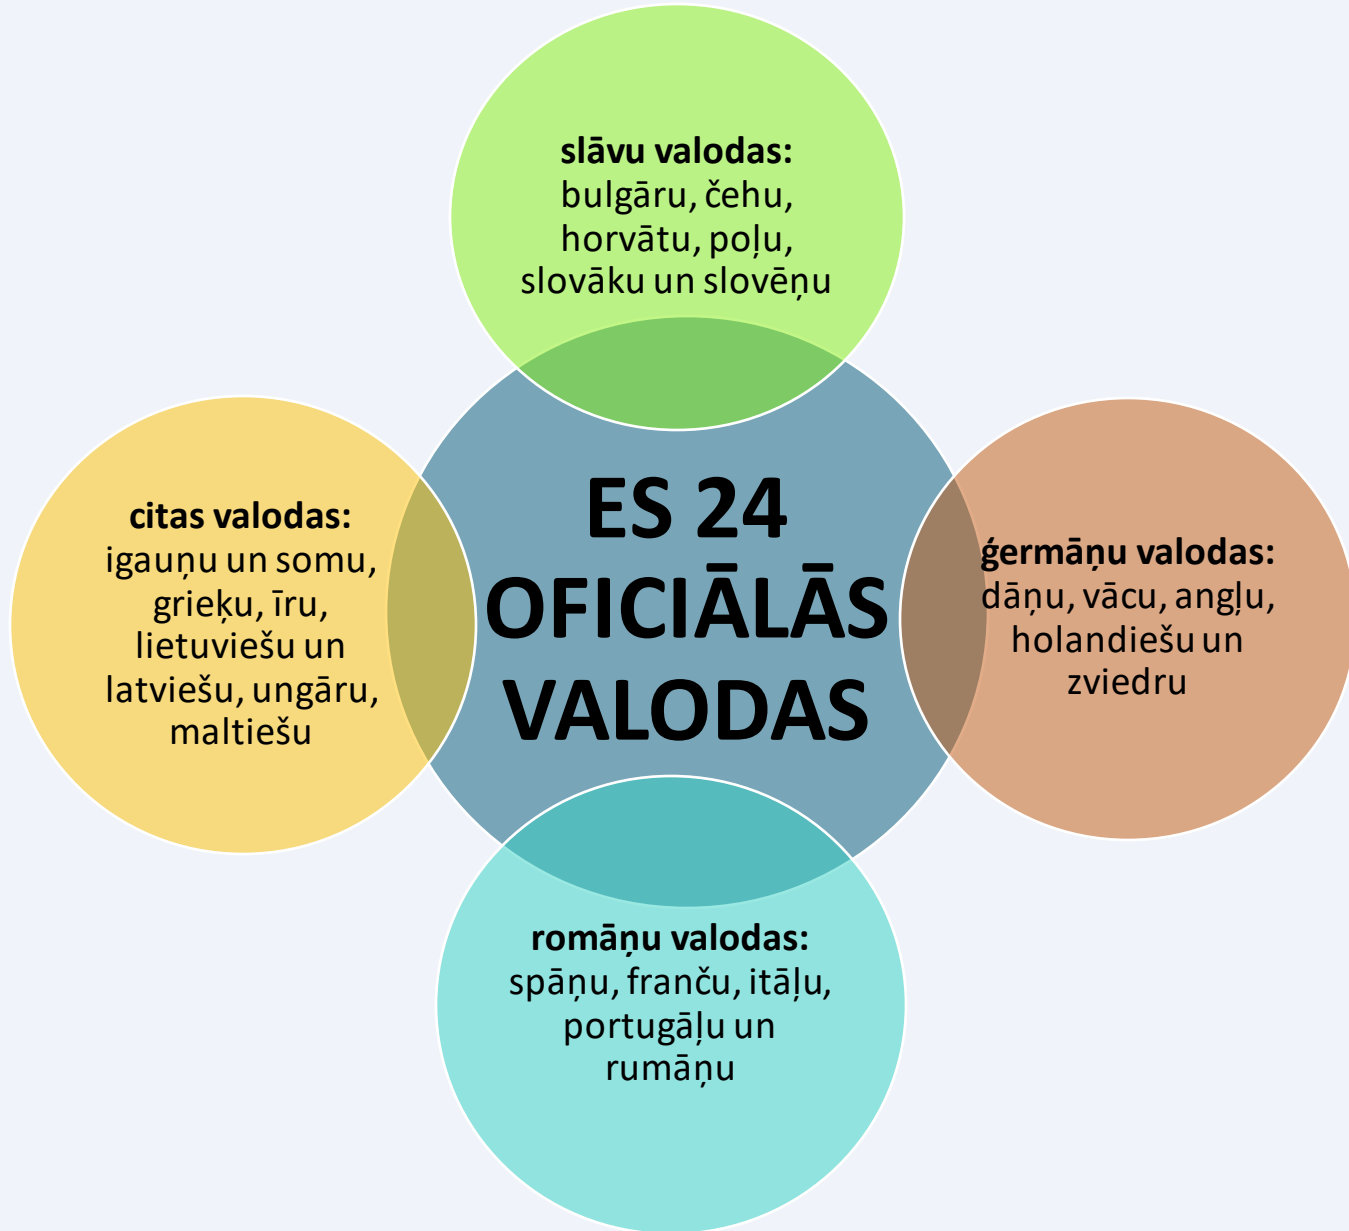 slāvu valodas:
bulgāru, čehu,
horvātu, poļu,
slovāku un slovēņu
citas valodas:
igauņu un somu,
grieķu, īru,
lietuviešu un
latviešu, ungāru,
maltiešu
ES 24
OFICIĀLĀS
VALODAS
ģermāņu valodas:
dāņu, vācu, angļu,
holandiešu un
zviedru
romāņu valodas:
spāņu, franču, itāļu,
portugāļu un
rumāņu